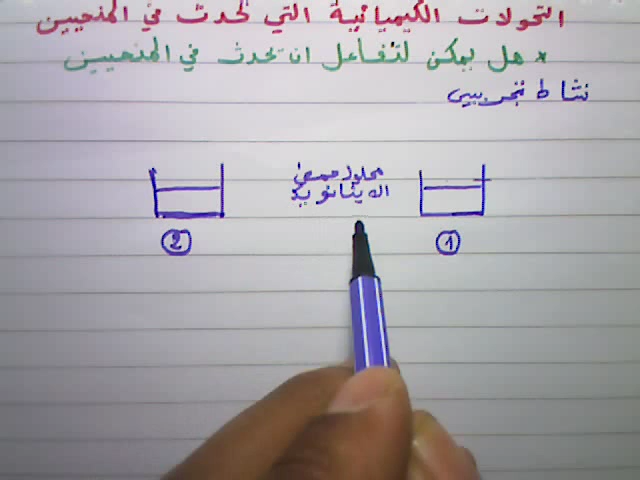 التحولات الكيميائية التي تحدث في المنحيين
* هل يمكن لتفاعل ان يحدث في المنحيين
نشاط تجريبي
محلول حمض
الايثانويك
② ①